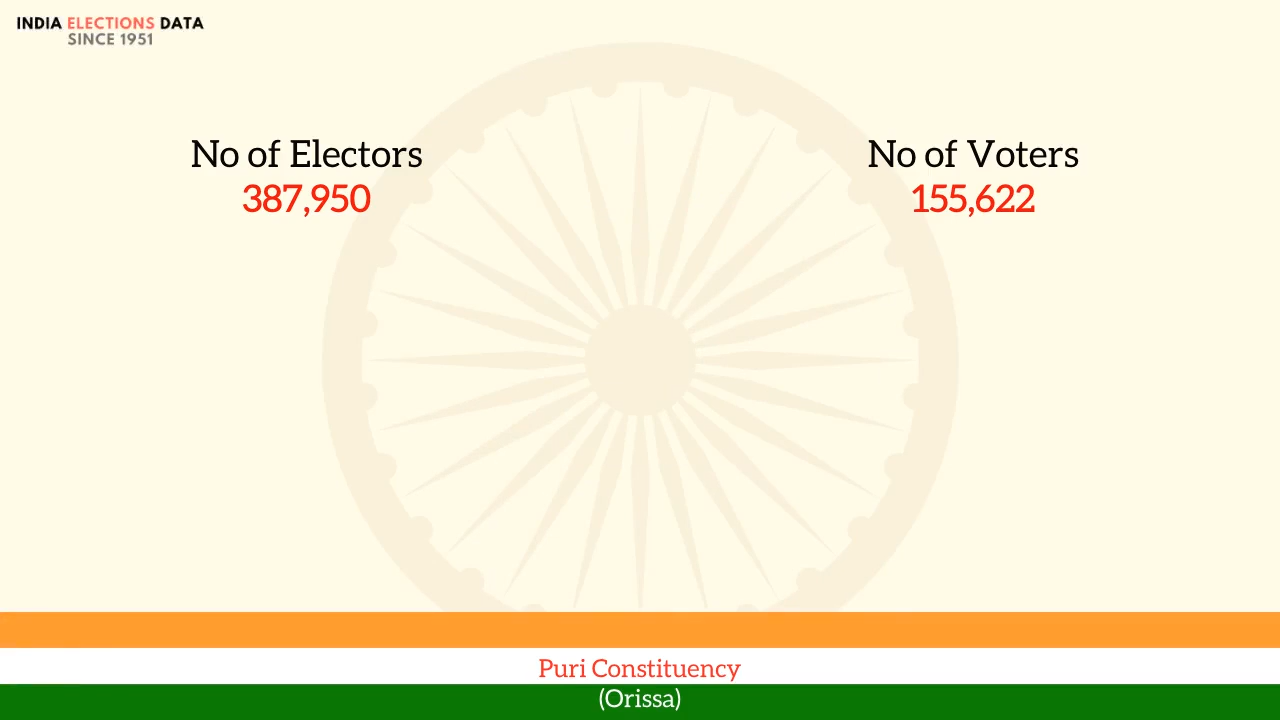 INDIA ELECTIONS DATA
SINCE 1951
No of Electors
387,950
No of Voters
155,622
Puri Constituency
(Orissa)